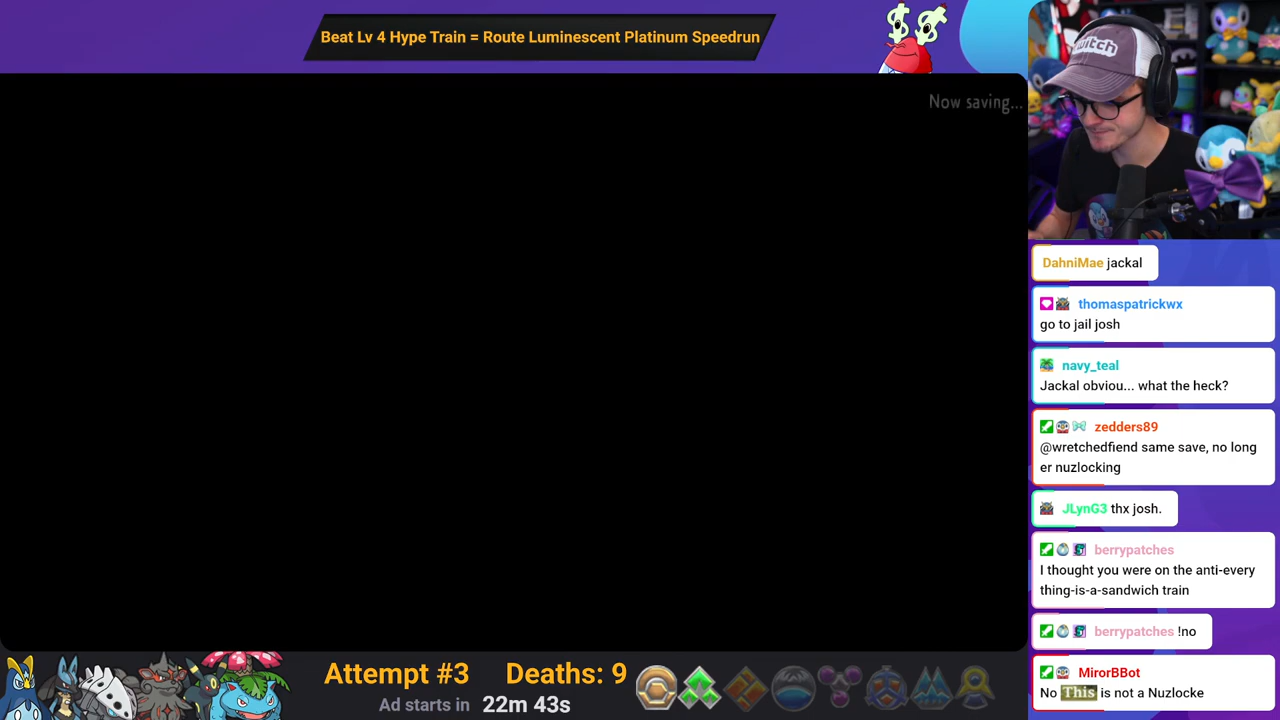 Beat Lv 4 Hype Train = Route Luminescent Platinum Speedrun
Now saving...
twitch
DahniMae jackal
thomaspatrickwx
go to jail josh
navy_teal
Jackal obviou... what the heck?
zedders89
@wretchedfiend same save, no long
er nuzlocking
JLynG3 thx josh.
berrypatches
I thought you were on the anti-every
thing-is-a-sandwich train
berrypatches !no
MirorBBot
No This is not a Nuzlocke
Attempt #3 Deaths: 9
Ad starts in 22m 43s